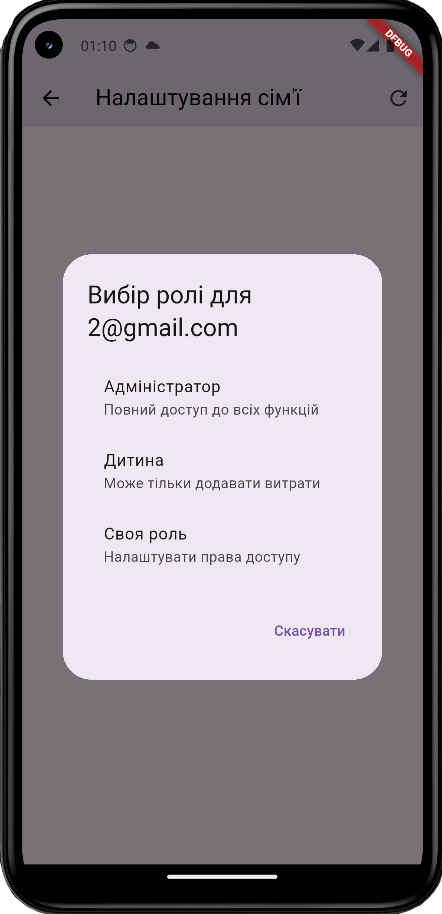 01:10
DEBUG
Налаштування сім'ї
Вибір ролі для
2@gmail.com
Адміністратор
Повний доступ до всіх функцій
Дитина
Може тільки додавати витрати
Своя роль
Налаштувати права доступу
Скасувати